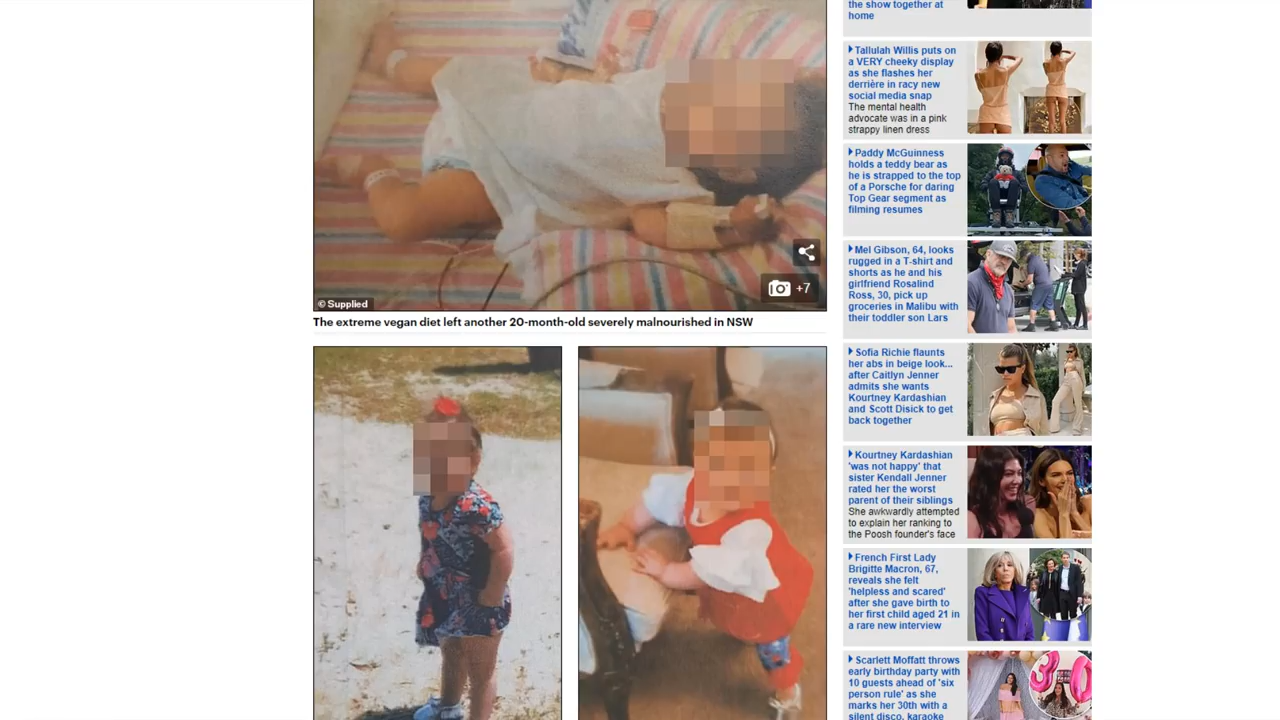 the show together at
home
Tallulah Willis puts on
a VERY cheeky display
as she flashes her
derrière in racy new
social media snap
The mental health
advocate was in a pink
strappy linen dress
Paddy McGuinness
holds a teddy bear as
he is strapped to the top
of a Porsche for daring
Top Gear segment as
filming resumes
Mel Gibson, 64, looks
rugged in a T-shirt and
shorts as he and his
girlfriend Rosalind
Ross, 30, pick up
groceries in Malibu with
their toddler son Lars
+7
© Supplied
The extreme vegan diet left another 20-month-old severely malnourished in NSW
Sofia Richie flaunts
her abs in beige look...
after Caitlyn Jenner
admits she wants
Kourtney Kardashian
and Scott Disick to get
back together
Kourtney Kardashian
'was not happy' that
sister Kendall Jenner
rated her the worst
parent of their siblings
She awkwardly attempted
to explain her ranking to
the Poosh founder's face
French First Lady
Brigitte Macron, 67,
reveals she felt
'helpless and scared'
after she gave birth to
her first child aged 21 in
a rare new interview
Scarlett Moffatt throws
early birthday party with
10 guests ahead of 'six
person rule' as she
marks her 30th with a
silent disco, karaoke
30